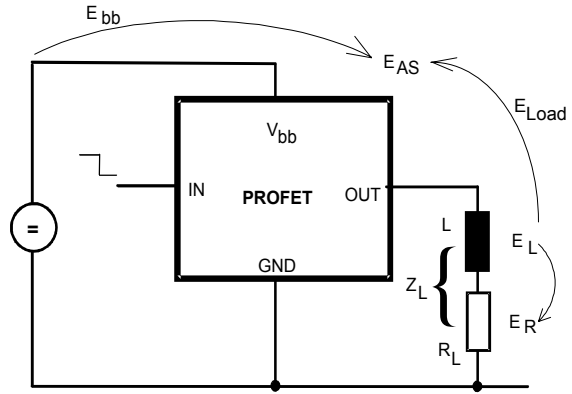 E bb
E AS
E Load
V bb
IN
PROFET
OUT
GND
L
Z L
E L
R L
E R
=